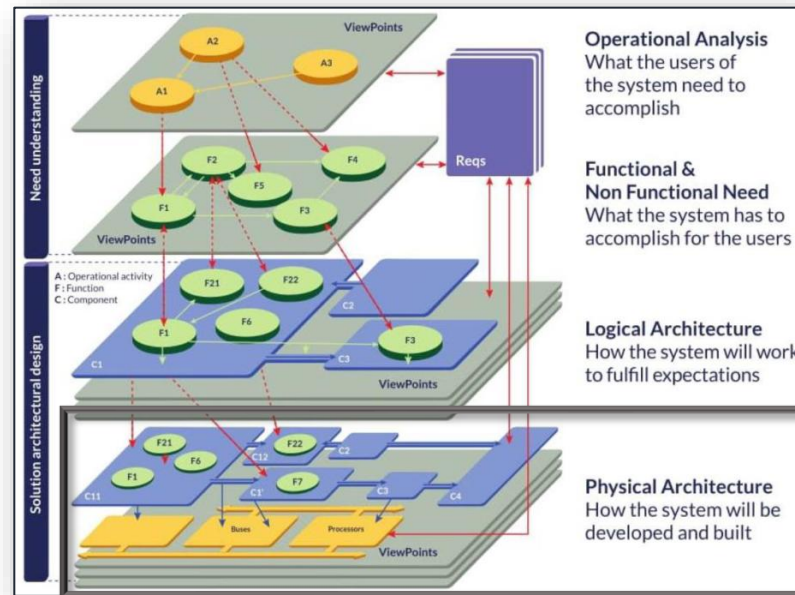 Need understanding
ViewPoints
A2
A3
A1
Operational Analysis
What the users of
the system need to
accomplish
Reqs
F2
F4
F5
F1
F3
ViewPoints
Functional &
Non Functional Need
What the system has to
accomplish for the users
Solution architectural design
A : Operational activity
F : Function
C : Component
F21
F22
C2
F6
F1
F3
C1
C3
ViewPoints
Logical Architecture
How the system will work
to fulfill expectations
F21
F22
C12
C2
F6
F1
F7
C11
C1'
C3
C4
Buses
Processors
ViewPoints
Physical Architecture
How the system will be
developed and built